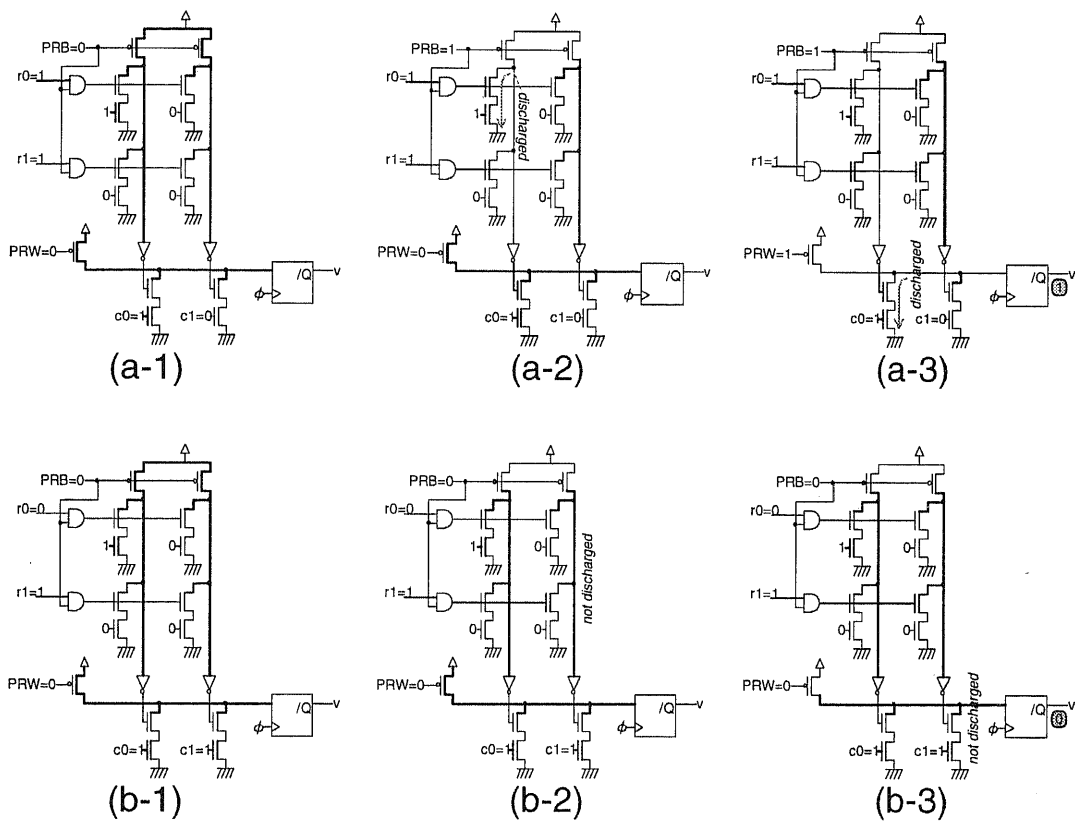 PRB=0
r0=1
1
0
r1=1
0
0
PRW=0
/Q
v
ϕ
c0=1
c1=0
(a-1)
PRB=1
r0=1
discharged
1
0
r1=1
0
0
PRW=0
/Q
v
ϕ
c0=1
c1=0
(a-2)
PRB=1
r0=1
1
0
r1=1
0
0
PRW=1
discharged
/Q
v
1
ϕ
c0=1
c1=0
(a-3)
PRB=0
r0=0
1
0
r1=1
0
0
PRW=0
/Q
v
ϕ
c0=1
c1=1
(b-1)
PRB=0
r0=0
1
0
not discharged
r1=1
0
0
PRW=0
/Q
v
ϕ
c0=1
c1=1
(b-2)
PRB=0
r0=0
1
0
r1=1
0
0
PRW=0
not discharged
/Q
v
0
ϕ
c0=1
c1=1
(b-3)